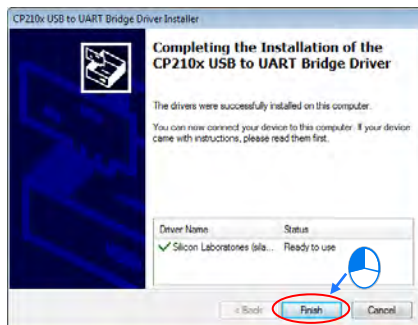 CP210x USB to UART Bridge Driver Installer
Completing the Installation of the
CP210x USB to UART Bridge Driver
The drivers were successfully installed on this computer.
You can now connect your device to this computer. If your device
came with instructions, please read them first.
Driver Name Status
Silicon Laboratories (sila... Ready to use
< Back Finish Cancel